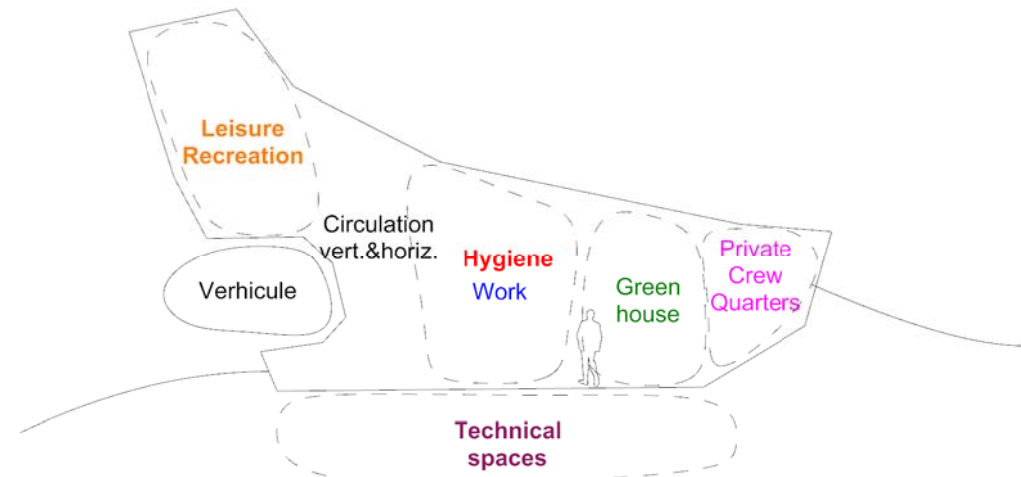 Leisure
Recreation
Circulation
vert.&horiz.
Verhicule
Hygiene
Work
Green
house
Private
Crew
Quarters
Technical
spaces